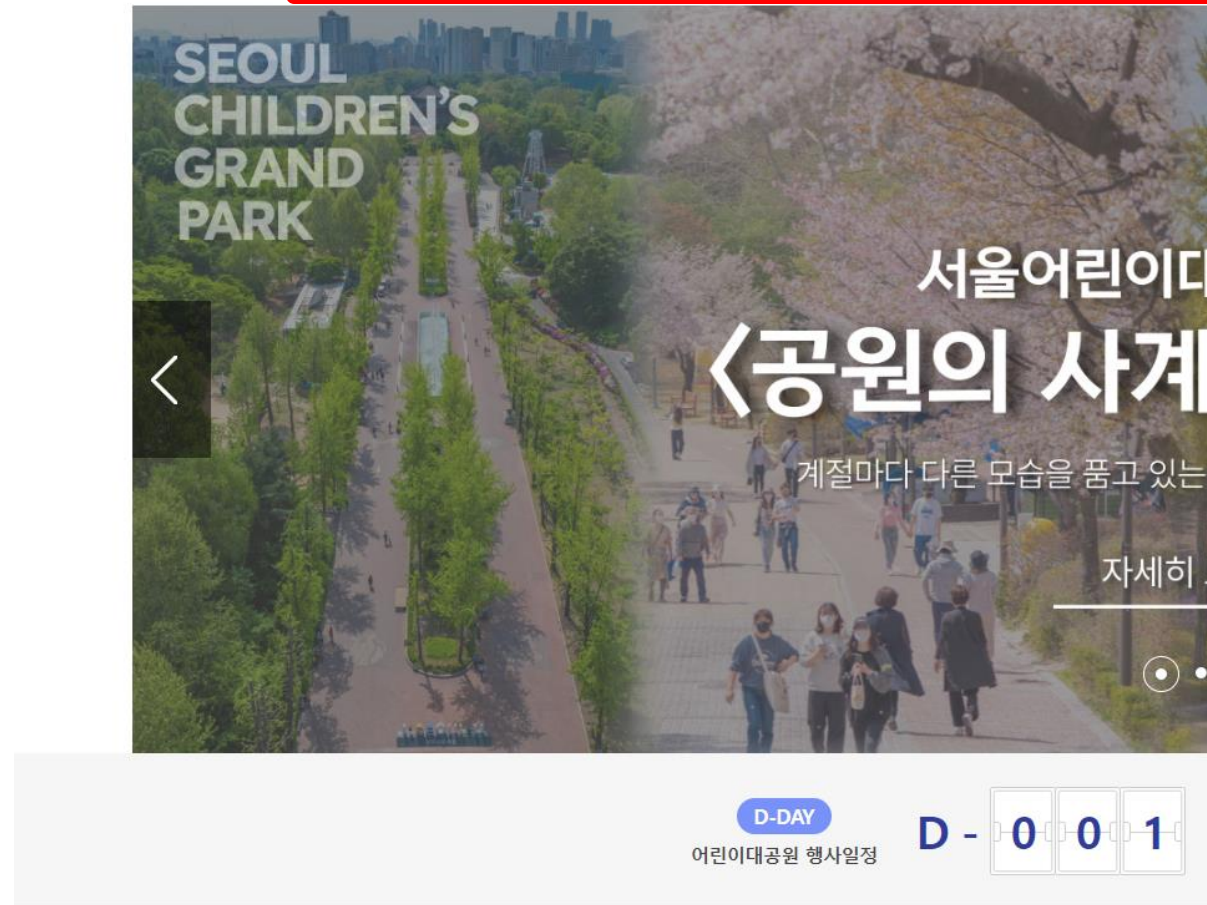 SEOUL
CHILDREN'S
GRAND
PARK
서울어린이대
〈공원의 사계
계절마다 다른 모습을 품고 있는
자세히
D-DAY
어린이대공원 행사일정
D - 0 0 1